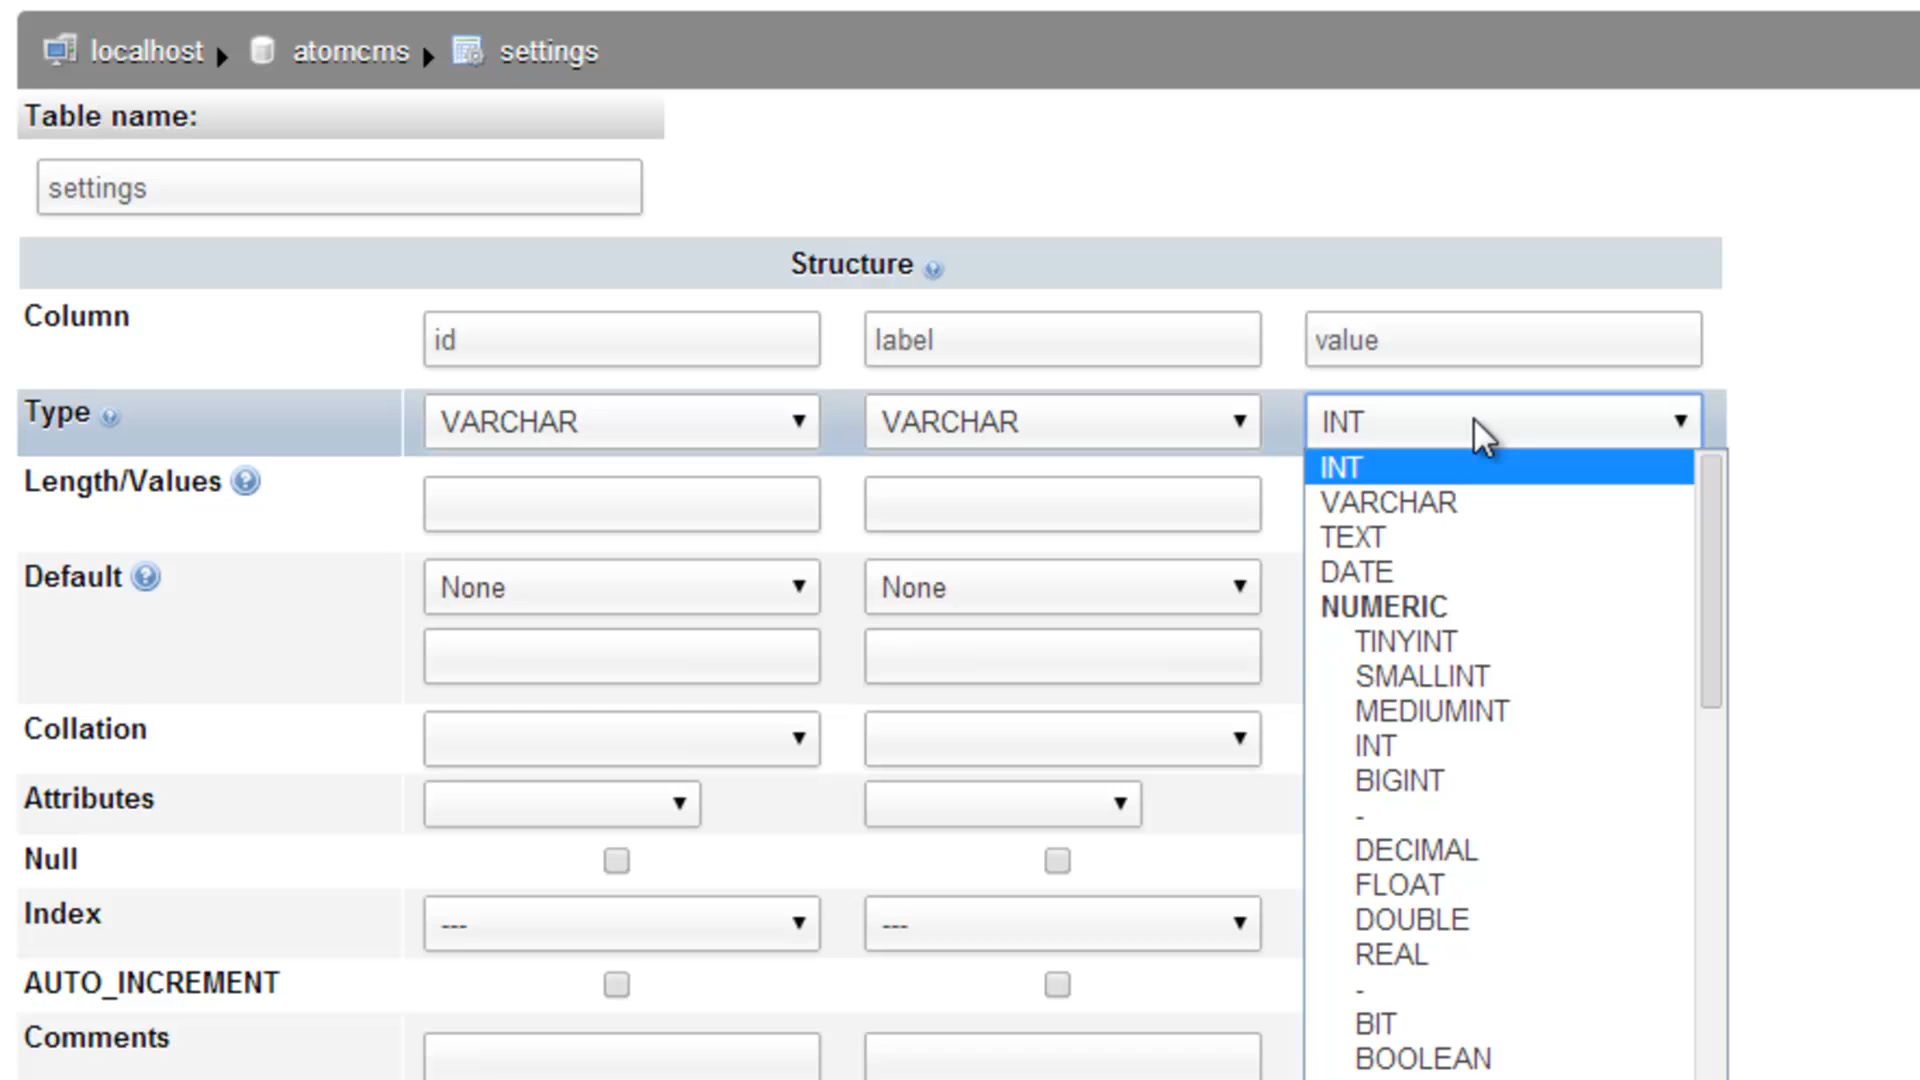 localhost atomcms settings
Table name:
settings
Structure
Column id label value
Type VARCHAR VARCHAR INT
Length/Values
Default None None
Collation
Attributes
Null
Index --- ---
AUTO_INCREMENT
Comments
INT
VARCHAR
TEXT
DATE
NUMERIC
TINYINT
SMALLINT
MEDIUMINT
INT
BIGINT
-
DECIMAL
FLOAT
DOUBLE
REAL
-
BIT
BOOLEAN